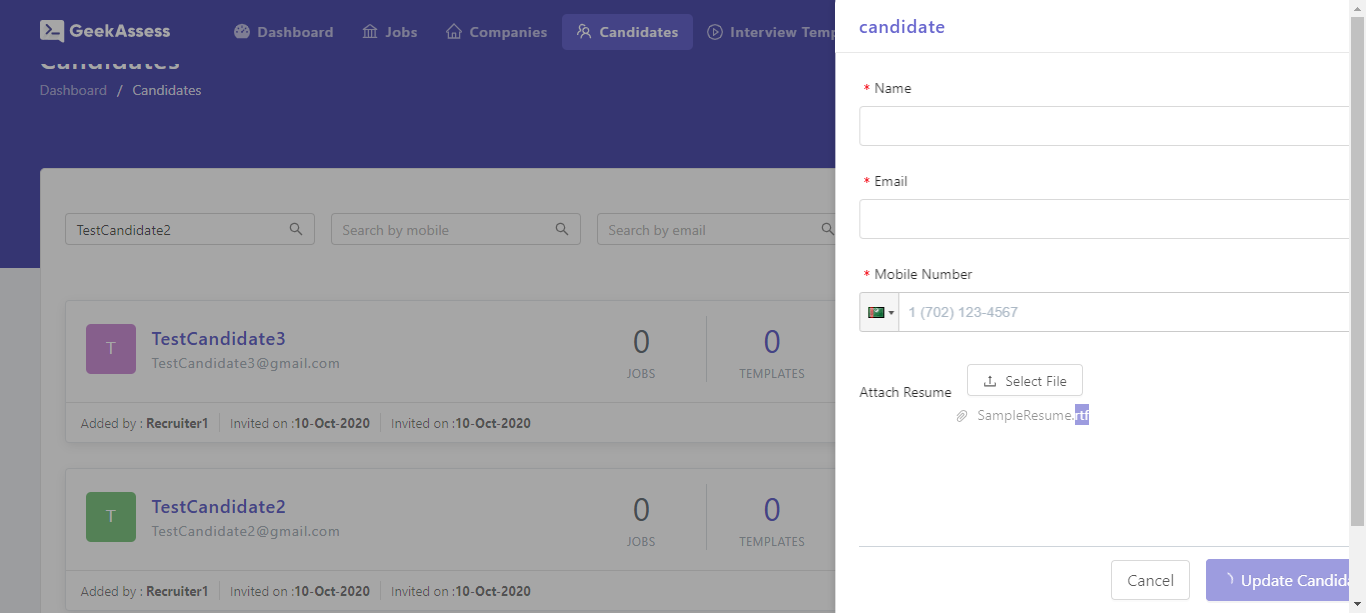 GeekAssess Dashboard Jobs Companies Candidates Interview Temp
Candidates
Dashboard / Candidates
TestCandidate2 Search by mobile Search by email
TestCandidate3 0 0
TestCandidate3@gmail.com JOBS TEMPLATES
Added by : Recruiter1 Invited on :10-Oct-2020 Invited on :10-Oct-2020
T
TestCandidate2 0 0
TestCandidate2@gmail.com JOBS TEMPLATES
T
Added by : Recruiter1 Invited on :10-Oct-2020 Invited on :10-Oct-2020
candidate
* Name
* Email
* Mobile Number
1 (702) 123-4567
Attach Resume Select File
SampleResume.rtf
Cancel Update Candida